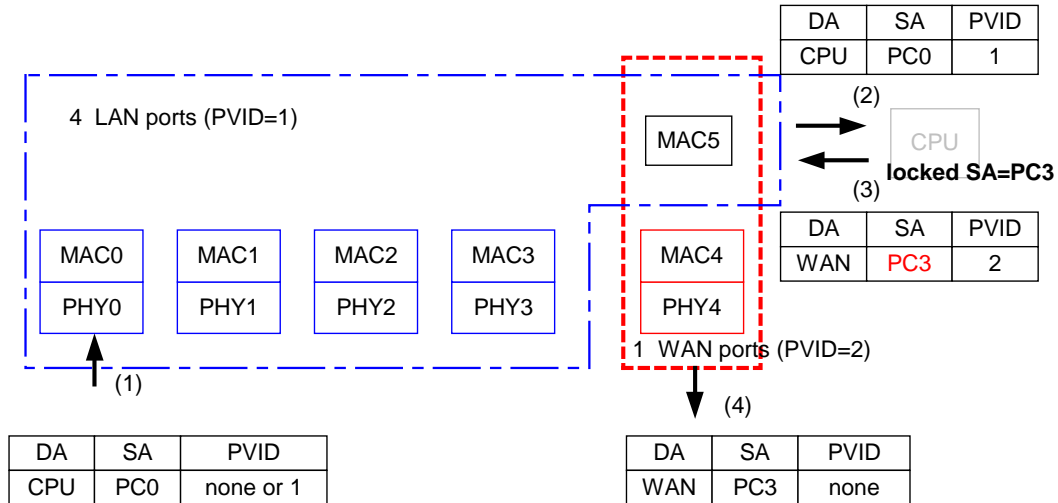 DA SA PVID
CPU PC0 1
4 LAN ports (PVID=1)
(2)
MAC5
CPU
locked SA=PC3
(3)
DA SA PVID
WAN PC3 2
MAC0 MAC1 MAC2 MAC3 MAC4
PHY0 PHY1 PHY2 PHY3 PHY4
1 WAN ports (PVID=2)
(1)
(4)
DA SA PVID
CPU PC0 none or 1
DA SA PVID
WAN PC3 none